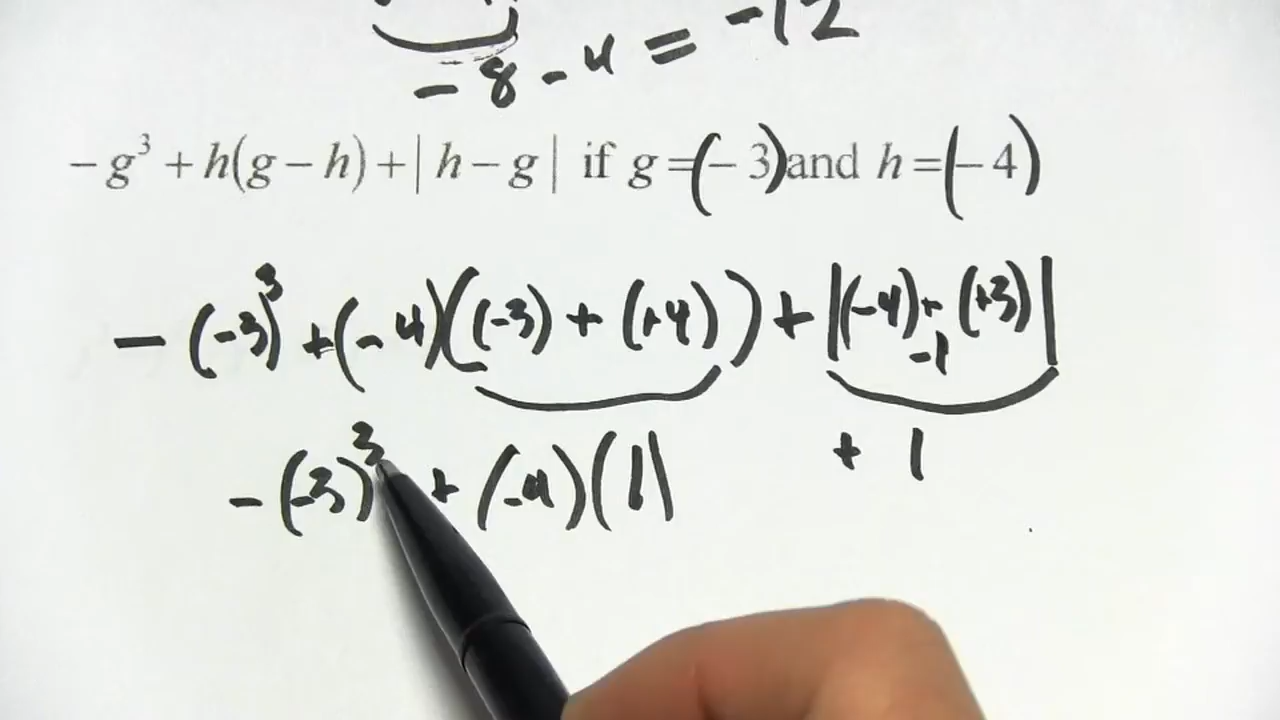 - 8 - 4 = -12
- g³ + h(g - h) + | h - g | if g = (- 3) and h = (- 4)
- (-3)³ + (-4)((-3) + (+4)) + |(-4) + (+3)|
-1
- (-3)³ + (-4)(1) + 1